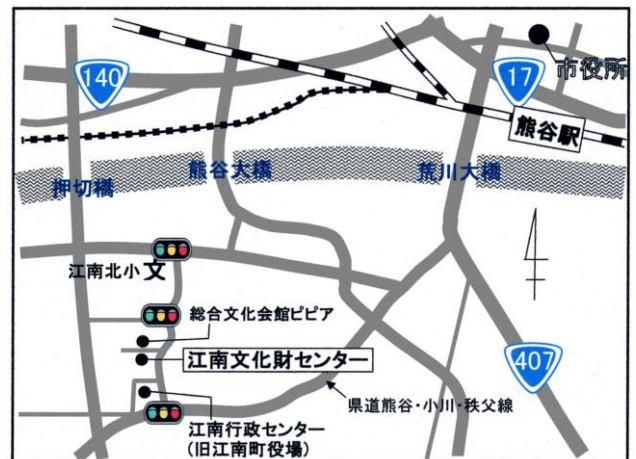 140
17
市役所
熊谷駅
押切橋
熊谷大橋
荒川大橋
江南北小
文
総合文化会館ピピア
江南文化財センター
407
県道熊谷・小川・秩父線
江南行政センター
(旧江南町役場)